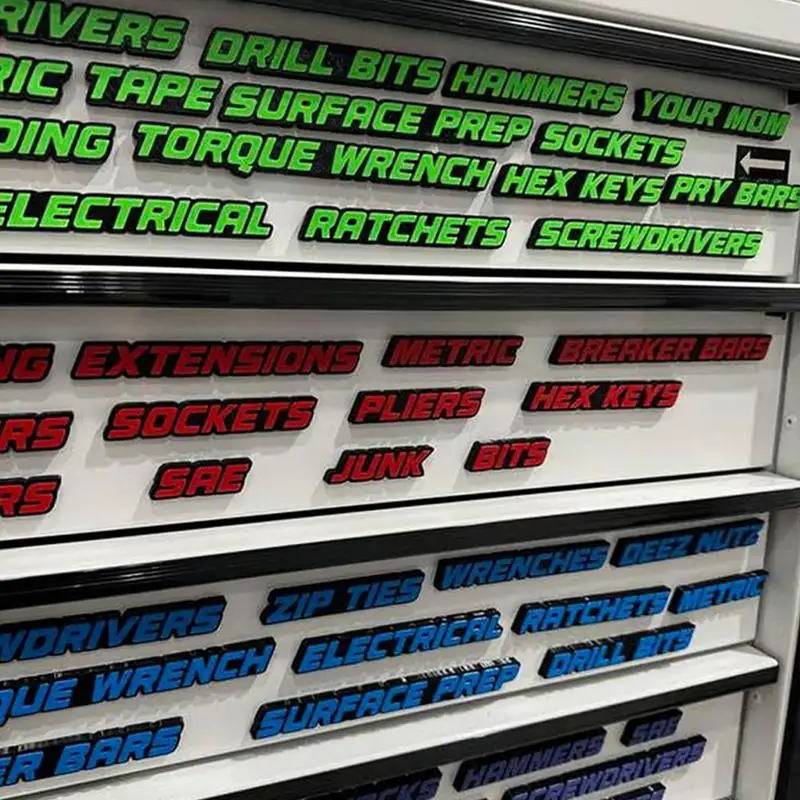 RIVERS DRILL BITS HAMMERS YOUR MOM
RIC TAPE SURFACE PREP SOCKETS
DING TORQUE WRENCH HEX KEYS PRY BARS
ELECTRICAL RATCHETS SCREWDRIVERS
NG EXTENSIONS METRIC BREAKER BARS
RS SOCKETS PLIERS HEX KEYS
RS SAE JUNK BITS
WDRIVERS ZIP TIES WRENCHES DEEZ NUTZ
QUE WRENCH ELECTRICAL RATCHETS METRIC
ER BARS SURFACE PREP DRILL BITS
HAMMERS SAE
CKS SCREWDRIVERS